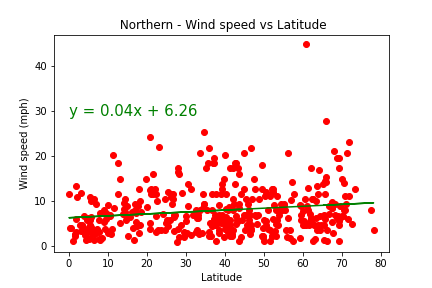 Northern - Wind speed vs Latitude
40
30
20
10
0
Wind speed (mph)
y = 0.04x + 6.26
0 10 20 30 40 50 60 70 80
Latitude